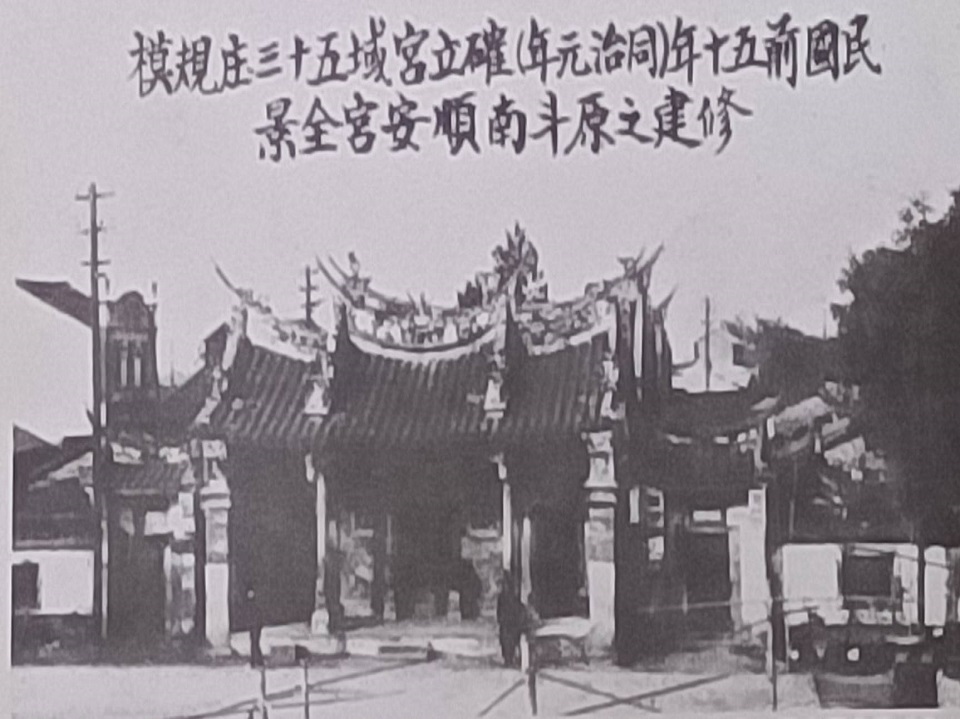 民國前五十年(同治元年)確立宮域五十三庄規模
修建之原斗南順安宮全景